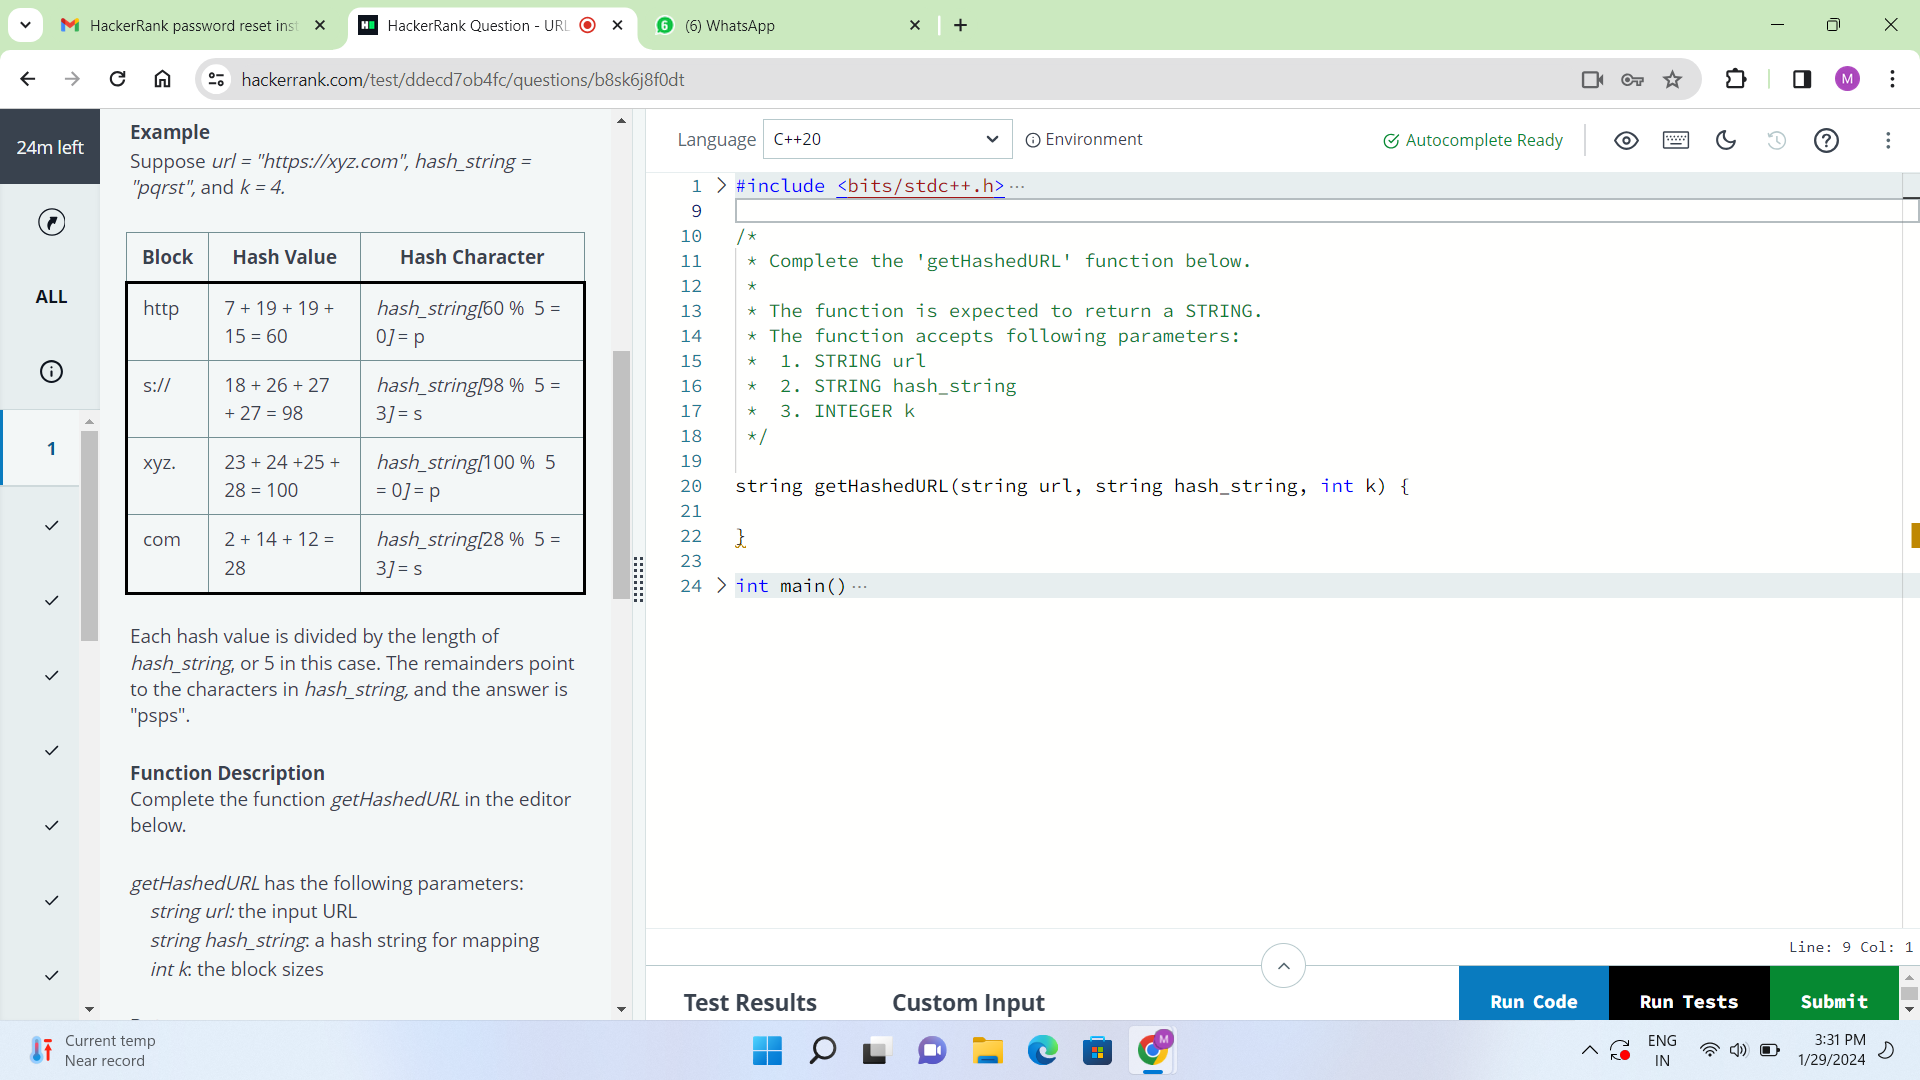 HackerRank password reset inst
HackerRank Question - URL
6
(6) WhatsApp
hackerrank.com/test/ddecd7ob4fc/questions/b8sk6j8f0dt
M
24m left
ALL
1
Example
Suppose url = "https://xyz.com", hash_string =
"pqrst", and k = 4.
Block Hash Value Hash Character
http 7 + 19 + 19 + hash_string[60 % 5 =
15 = 60 0] = p
s:// 18 + 26 + 27 hash_string[98 % 5 =
+ 27 = 98 3] = s
xyz. 23 + 24 +25 + hash_string[100 % 5
28 = 100 = 0] = p
com 2 + 14 + 12 = hash_string[28 % 5 =
28 3] = s
Each hash value is divided by the length of
hash_string, or 5 in this case. The remainders point
to the characters in hash_string, and the answer is
"psps".
Function Description
Complete the function getHashedURL in the editor
below.
getHashedURL has the following parameters:
string url: the input URL
string hash_string: a hash string for mapping
int k: the block sizes
Language C++20 Environment Autocomplete Ready
1 #include <bits/stdc++.h> ...
9
10 /*
11 * Complete the 'getHashedURL' function below.
12 *
13 * The function is expected to return a STRING.
14 * The function accepts following parameters:
15 * 1. STRING url
16 * 2. STRING hash_string
17 * 3. INTEGER k
18 */
19
20 string getHashedURL(string url, string hash_string, int k) {
21
22 }
23
24 int main() ...
Line: 9 Col: 1
Test Results Custom Input Run Code Run Tests Submit
Current temp
Near record
M
ENG
IN
3:31 PM
1/29/2024